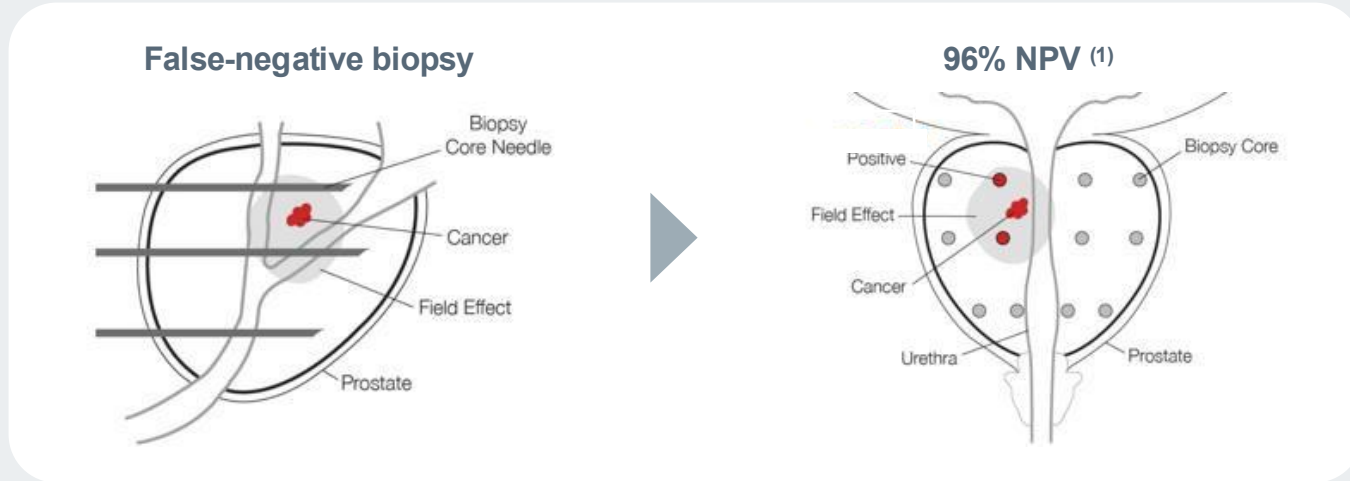 False-negative biopsy
Biopsy
Core Needle
Cancer
Field Effect
Prostate
96% NPV (1)
Positive
Biopsy Core
Field Effect
Cancer
Urethra
Prostate